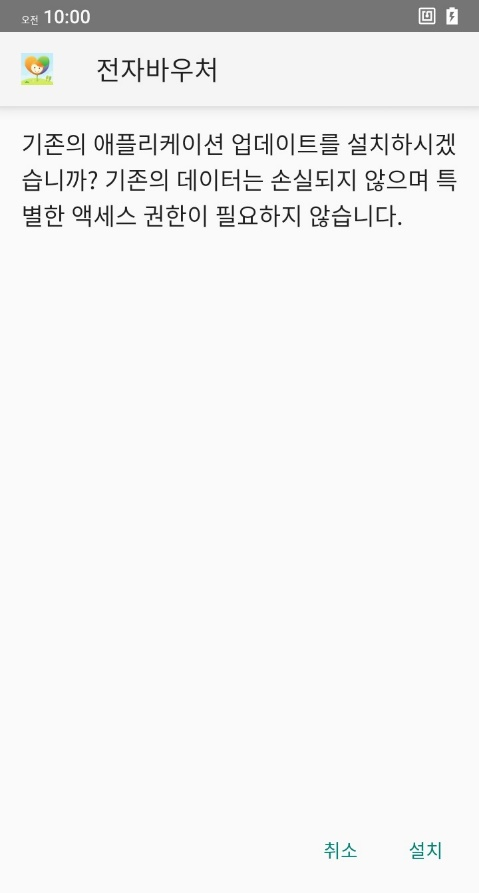 오전 10:00
전자바우처
기존의 애플리케이션 업데이트를 설치하시겠
습니까? 기존의 데이터는 손실되지 않으며 특
별한 액세스 권한이 필요하지 않습니다.
취소 설치